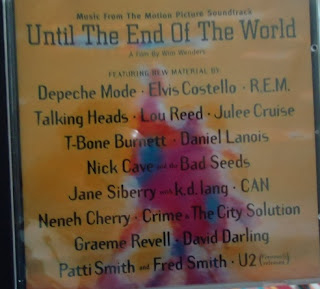 Music From The Motion Picture Soundtrack
Until The End Of The World
A Film By Wim Wenders
FEATURING NEW MATERIAL BY:
Depeche Mode · Elvis Costello · R.E.M.
Talking Heads · Lou Reed · Julee Cruise
T-Bone Burnett · Daniel Lanois
Nick Cave and the Bad Seeds
Jane Siberry with k.d. lang · CAN
Neneh Cherry · Crime & The City Solution
Graeme Revell · David Darling
Patti Smith and Fred Smith · U2